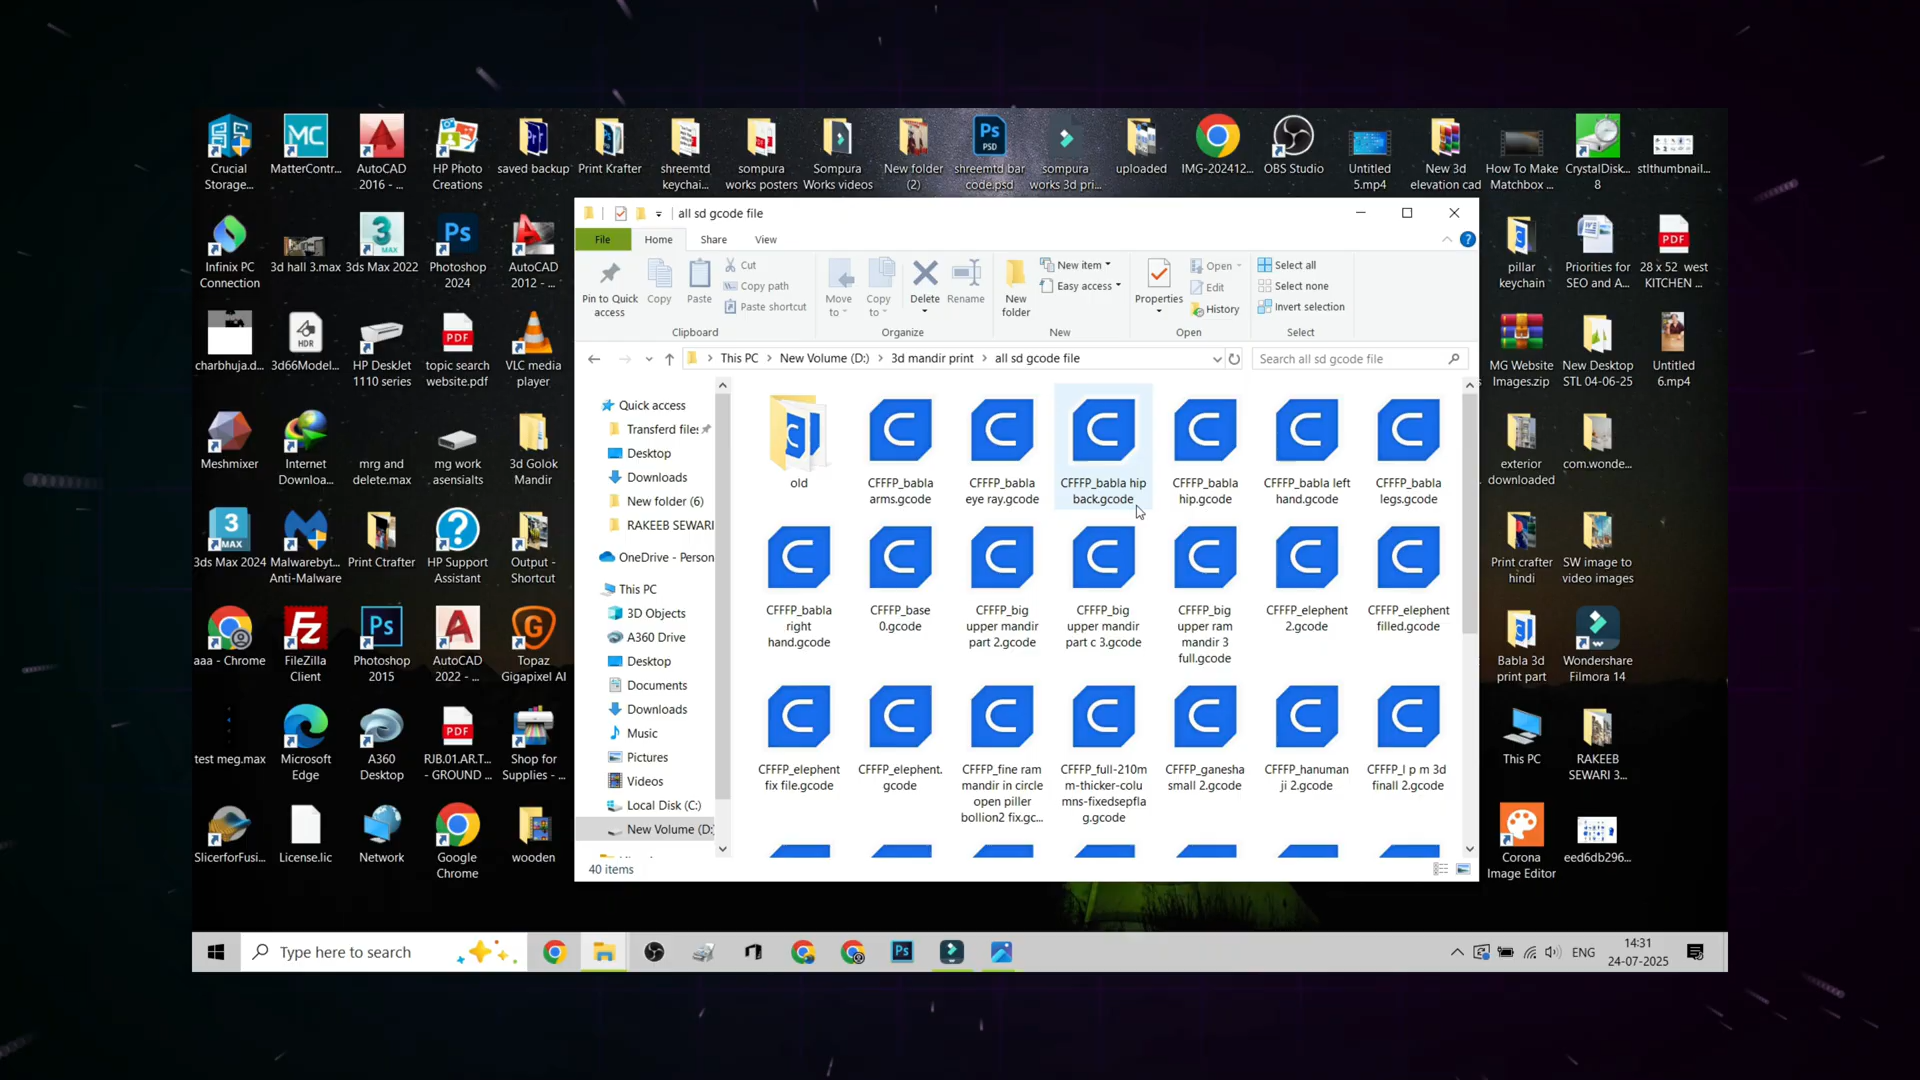 Crucial
Storage...
MatterContr...
AutoCAD
2016 - ...
HP Photo
Creations
saved backup
Print Krafter
shreemtd
keychai...
sompura
works posters
Sompura
Works videos
New folder
(2)
shreemtd bar
code.psd
sompura
works 3d pri...
uploaded
IMG-202412...
OBS Studio
Untitled
5.mp4
New 3d
elevation cad
How To Make
Matchbox ...
CrystalDisk...
8
stlthumbnail...
Infinix PC
Connection
3d hall 3.max
3ds Max 2022
Photoshop
2024
AutoCAD
2012 - ...
charbhuja.d...
3d66Model...
HP DeskJet
1110 series
topic search
website.pdf
VLC media
player
Meshmixer
Internet
Downloa...
mrg and
delete.max
mg work
asensialts
3d Golok
Mandir
3ds Max 2024
Malwarebyt...
Anti-Malware
Print Ctrafter
HP Support
Assistant
Output -
Shortcut
aaa - Chrome
FileZilla
Client
Photoshop
2015
AutoCAD
2022 - ...
Topaz
Gigapixel AI
test meg.max
Microsoft
Edge
A360
Desktop
RJB.01.AR.T...
- GROUND ...
Shop for
Supplies - ...
SlicerforFusi...
License.lic
Network
Google
Chrome
wooden
all sd gcode file
File Home Share View
Pin to Quick
access
Copy
Paste
Cut
Copy path
Paste shortcut
Move
to
Copy
to
Delete
Rename
New
folder
New item
Easy access
Properties
Open
Edit
History
Select all
Select none
Invert selection
Clipboard Organize New Open Select
This PC > New Volume (D:) > 3d mandir print > all sd gcode file
Search all sd gcode file
Quick access
Transferd files
Desktop
Downloads
New folder (6)
RAKEEB SEWARI
OneDrive - Person
This PC
3D Objects
A360 Drive
Desktop
Documents
Downloads
Music
Pictures
Videos
Local Disk (C:)
New Volume (D:
old
CFFFP_babla
arms.gcode
CFFFP_babla
eye ray.gcode
CFFFP_babla hip
back.gcode
CFFFP_babla
hip.gcode
CFFFP_babla left
hand.gcode
CFFFP_babla
legs.gcode
CFFFP_babla
right
hand.gcode
CFFFP_base
0.gcode
CFFFP_big
upper mandir
part 2.gcode
CFFFP_big
upper mandir
part c 3.gcode
CFFFP_big
upper ram
mandir 3
full.gcode
CFFFP_elephent
2.gcode
CFFFP_elephent
filled.gcode
CFFFP_elephent
fix file.gcode
CFFFP_elephent.
gcode
CFFFP_fine ram
mandir in circle
open piller
bollion2 fix.gc...
CFFFP_full-210m
m-thicker-colu
mns-fixedsepfla
g.gcode
CFFFP_ganesha
small 2.gcode
CFFFP_hanuman
ji 2.gcode
CFFFP_l p m 3d
finall 2.gcode
40 items
pillar
keychain
Priorities for
SEO and A...
28 x 52 west
KITCHEN ...
MG Website
Images.zip
New Desktop
STL 04-06-25
Untitled
6.mp4
exterior
downloaded
com.wonde...
Print crafter
hindi
SW image to
video images
Babla 3d
print part
Wondershare
Filmora 14
This PC
RAKEEB
SEWARI 3...
Corona
Image Editor
eed6db296...
Type here to search
ENG
14:31
24-07-2025